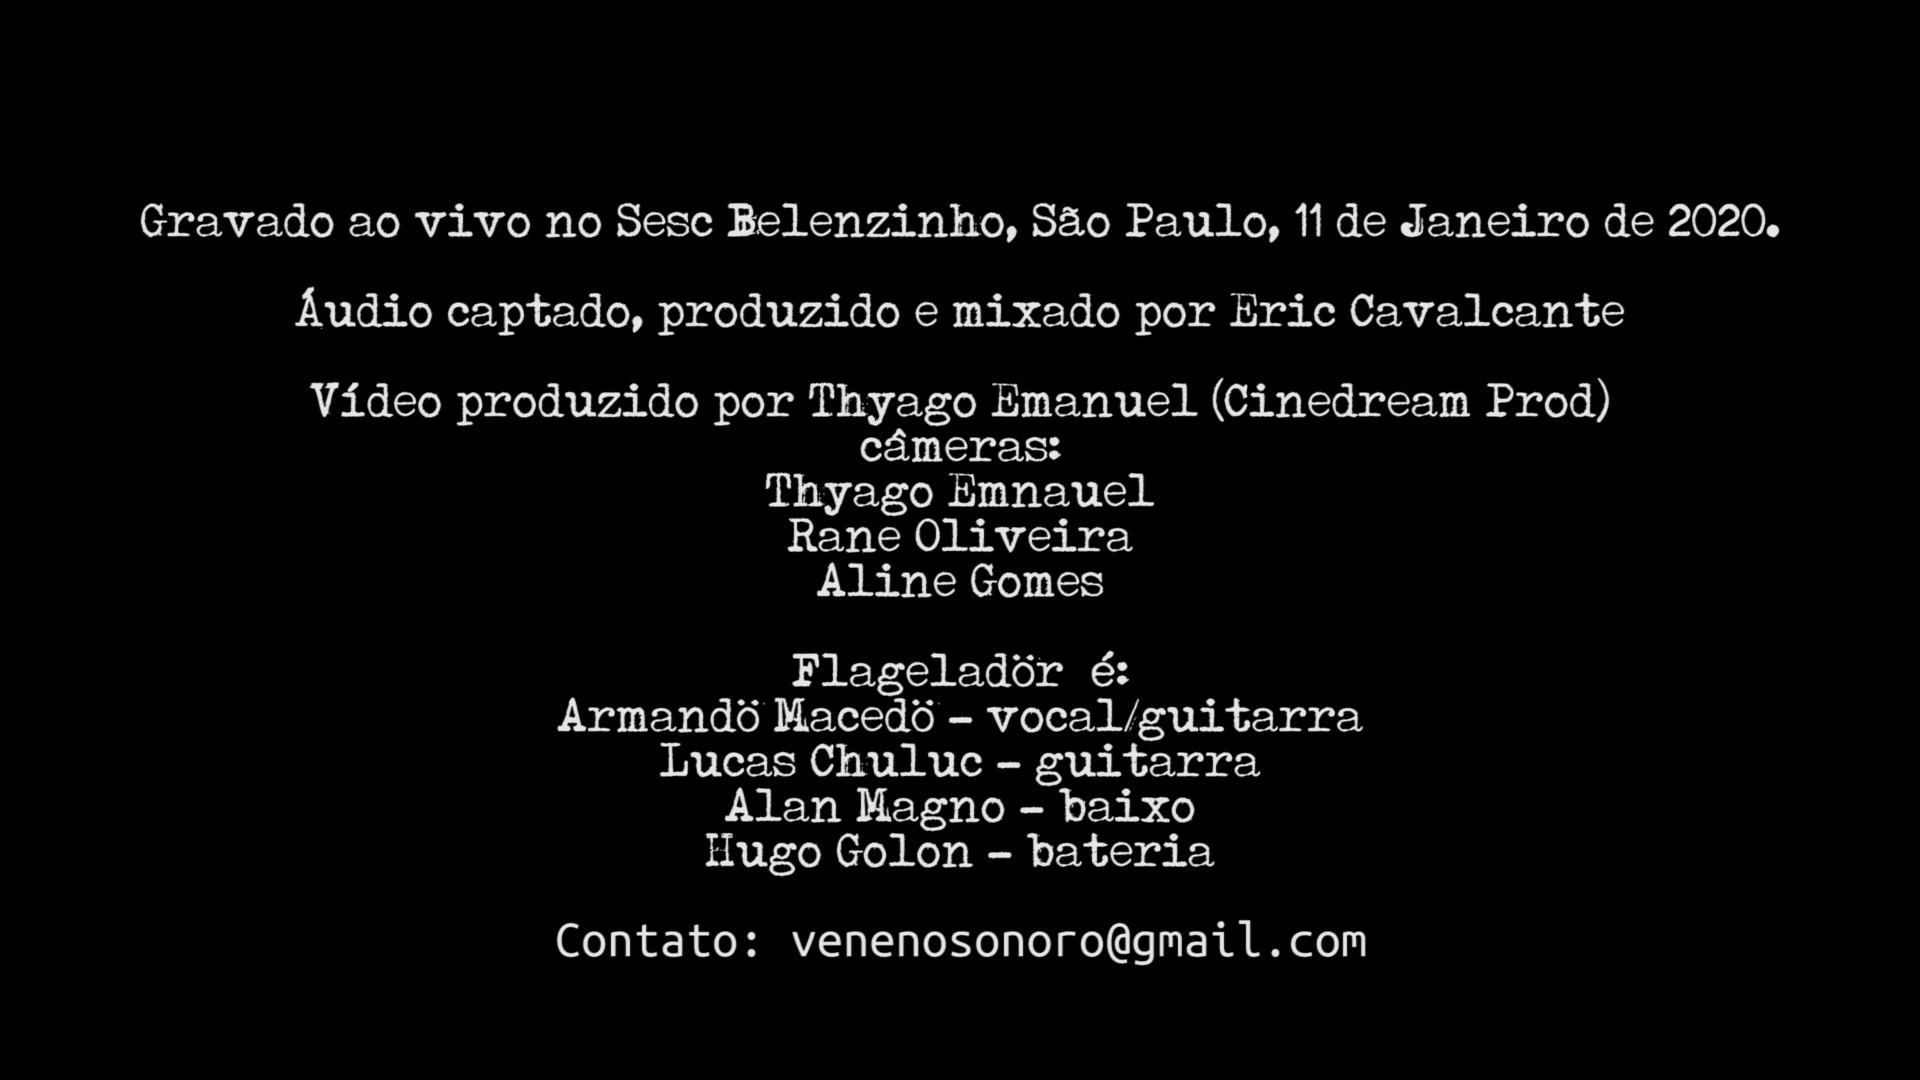 Gravado ao vivo no Sesc Belenzinho, São Paulo, 11 de Janeiro de 2020.
Áudio captado, produzido e mixado por Eric Cavalcante
Vídeo produzido por Thyago Emanuel (Cinedream Prod)
câmeras:
Thyago Emnauel
Rane Oliveira
Aline Gomes
Flageladör é:
Armandö Macedö - vocal/guitarra
Lucas Chuluc - guitarra
Alan Magno - baixo
Hugo Golon - bateria
Contato: venenosonoro@gmail.com